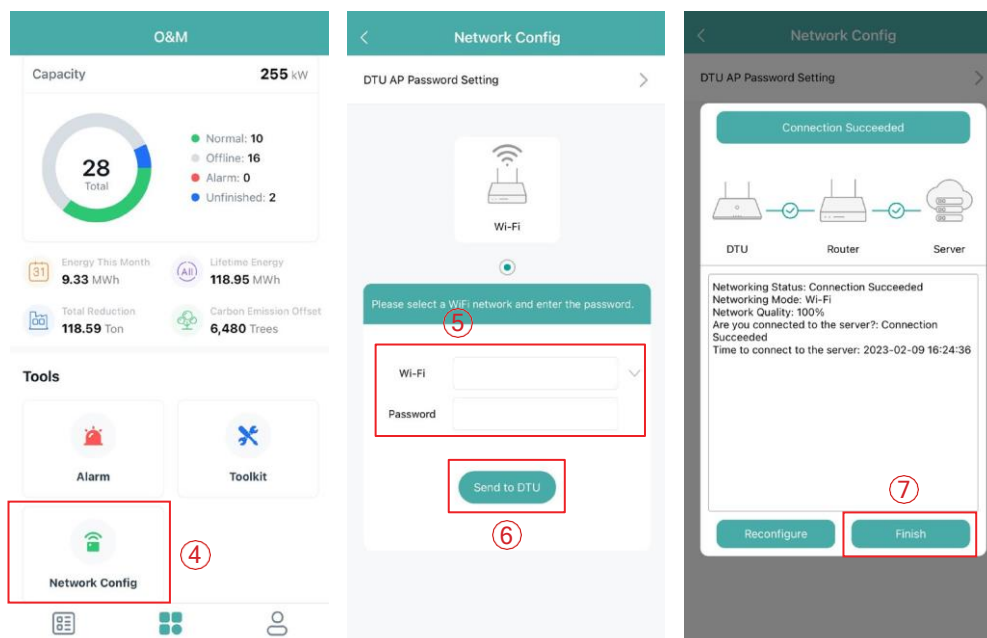 O&M
Capacity
255 kW
28
Total
Normal: 10
Offline: 16
Alarm: 0
Unfinished: 2
31
Energy This Month
9.33 MWh
All
Lifetime Energy
118.95 MWh
Total Reduction
118.59 Ton
Carbon Emission Offset
6,480 Trees
Tools
Alarm
Toolkit
Network Config
④
Network Config
DTU AP Password Setting
Wi-Fi
Please select a WiFi network and enter the password.
⑤
Wi-Fi
Password
Send to DTU
⑥
Network Config
DTU AP Password Setting
Connection Succeeded
DTU
Router
Server
Networking Status: Connection Succeeded
Networking Mode: Wi-Fi
Network Quality: 100%
Are you connected to the server?: Connection
Succeeded
Time to connect to the server: 2023-02-09 16:24:36
⑦
Reconfigure
Finish